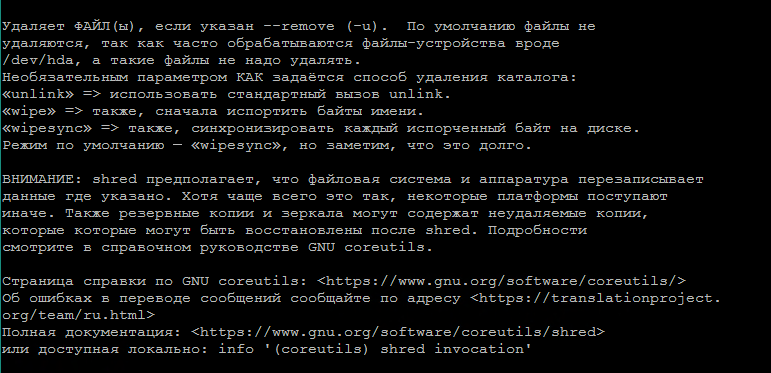 Удаляет ФАЙЛ(ы), если указан --remove (-u).  По умолчанию файлы не
удаляются, так как часто обрабатываются файлы-устройства вроде
/dev/hda, а такие файлы не надо удалять.
Необязательным параметром КАК задаётся способ удаления каталога:
«unlink» => использовать стандартный вызов unlink.
«wipe» => также, сначала испортить байты имени.
«wipesync» => также, синхронизировать каждый испорченный байт на диске.
Режим по умолчанию — «wipesync», но заметим, что это долго.

ВНИМАНИЕ: shred предполагает, что файловая система и аппаратура перезаписывает
данные где указано. Хотя чаще всего это так, некоторые платформы поступают
иначе. Также резервные копии и зеркала могут содержат неудаляемые копии,
которые которые могут быть восстановлены после shred. Подробности
смотрите в справочном руководстве GNU coreutils.

Страница справки по GNU coreutils: <https://www.gnu.org/software/coreutils/>
Об ошибках в переводе сообщений сообщайте по адресу <https://translationproject.
org/team/ru.html>
Полная документация: <https://www.gnu.org/software/coreutils/shred>
или доступная локально: info '(coreutils) shred invocation'